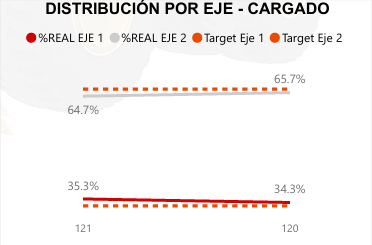 DISTRIBUCIÓN POR EJE - CARGADO
%REAL EJE 1 %REAL EJE 2 Target Eje 1 Target Eje 2
65.7%
64.7%
35.3%
34.3%
121 120